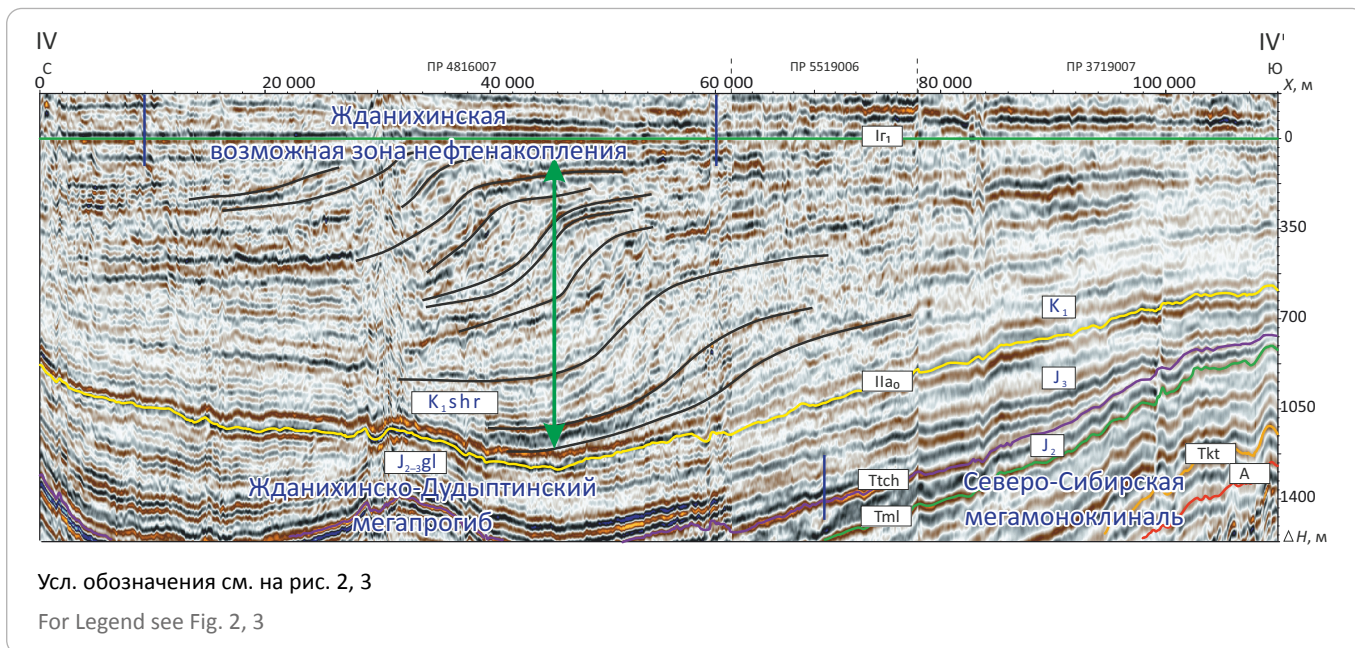 IV
IV'
С
ПР 4816007
ПР 5519006
ПР 3719007
Ю
0
20 000
40 000
60 000
80 000
100 000
X, м
Жданихинская
возможная зона нефтенакопления
Iг₁
0
350
K₁
700
J₃
IIa₀
K₁shr
1050
J₂
J₂₋₃gl
Tkt
A
Ttch
Жданихинско-Дудыптинский
мегапрогиб
Северо-Сибирская
мегамоноклиналь
Tml
1400
ΔH, м
Усл. обозначения см. на рис. 2, 3
For Legend see Fig. 2, 3